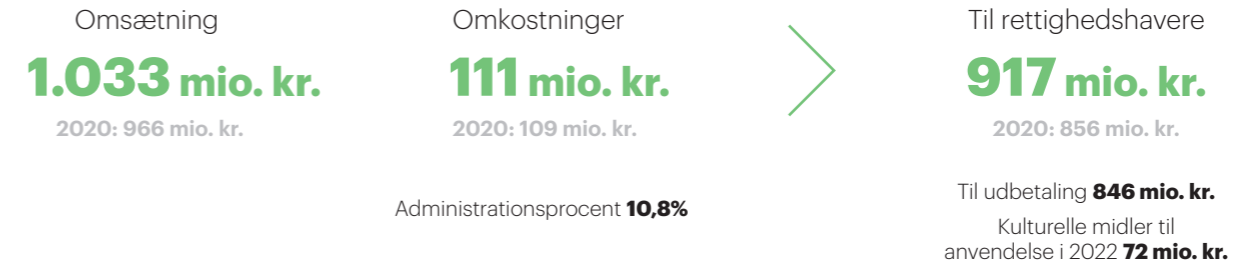 Omsætning
1.033 mio. kr.
2020: 966 mio. kr.
Omkostninger
111 mio. kr.
2020: 109 mio. kr.
Administrationsprocent 10,8%
Til rettighedshavere
917 mio. kr.
2020: 856 mio. kr.
Til udbetaling 846 mio. kr.
Kulturelle midler til
anvendelse i 2022 72 mio. kr.